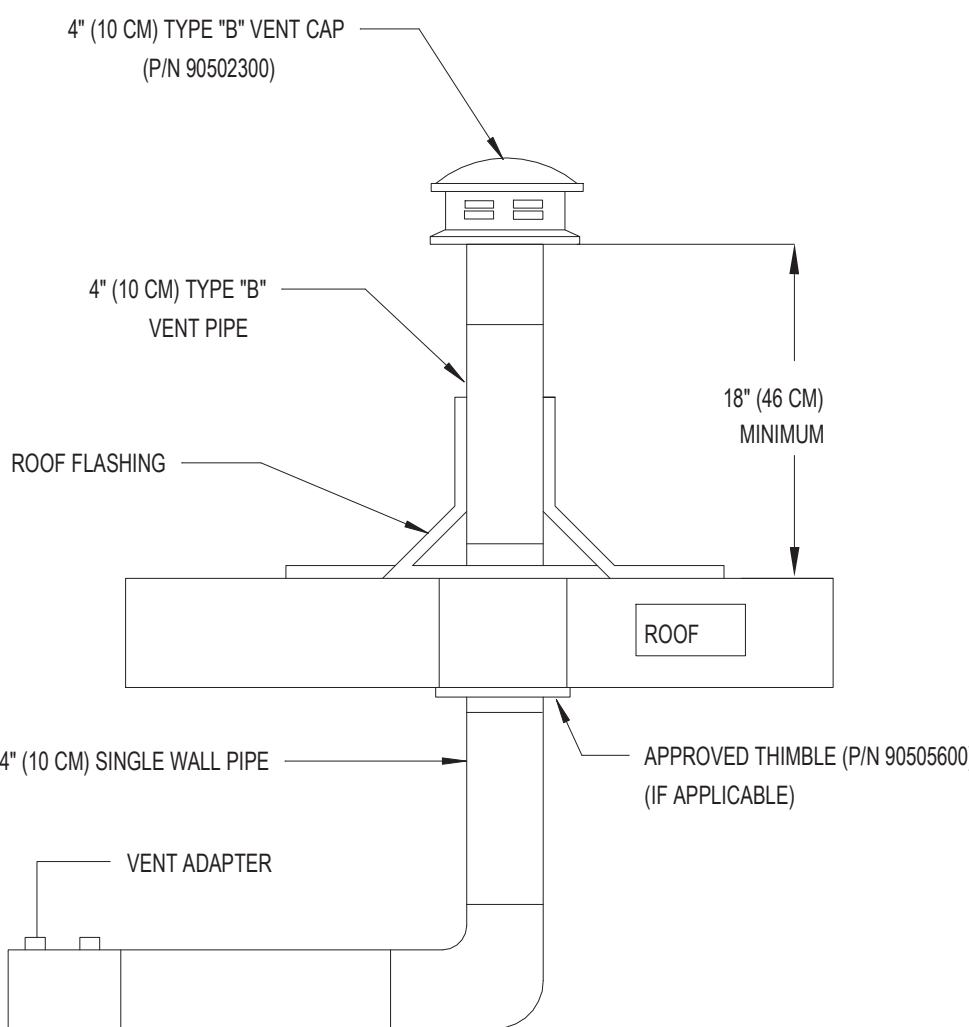 4" (10 CM) TYPE "B" VENT CAP
(P/N 90502300)
4" (10 CM) TYPE "B"
VENT PIPE
18" (46 CM)
MINIMUM
ROOF FLASHING
ROOF
4" (10 CM) SINGLE WALL PIPE
APPROVED THIMBLE (P/N 90505600)
(IF APPLICABLE)
VENT ADAPTER